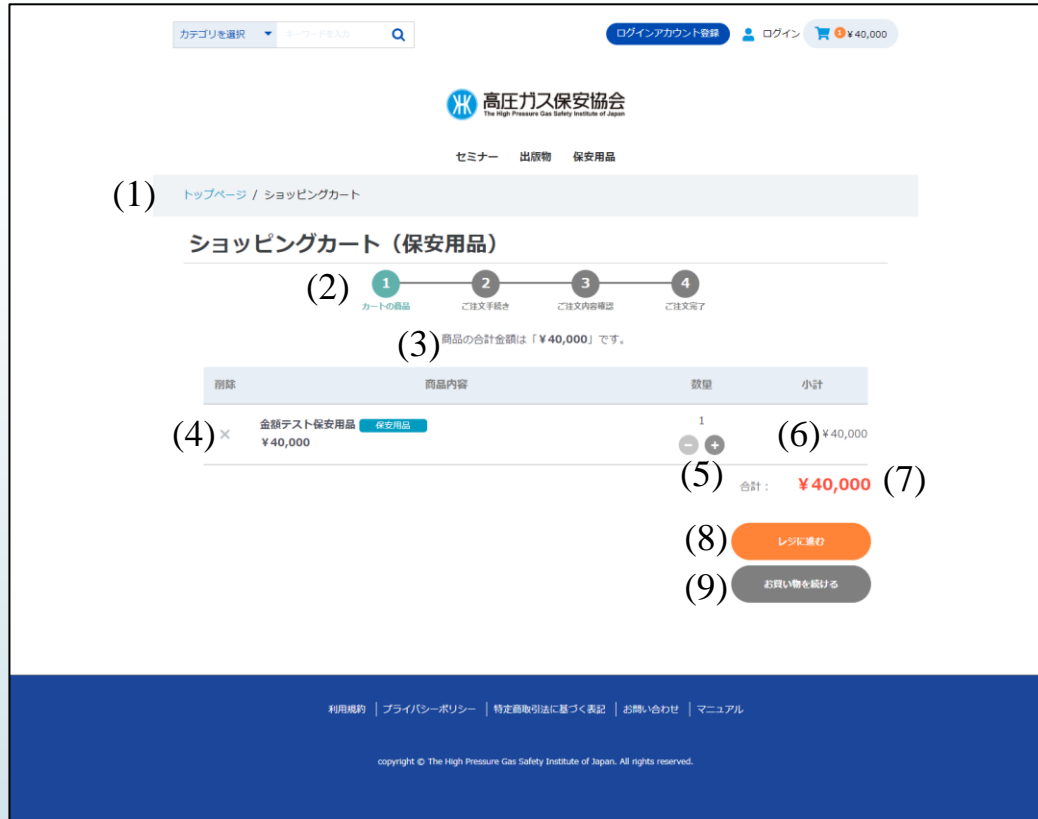 カテゴリを選択 キーワードを入力 ログインアカウント登録 ログイン 1 ¥40,000
高圧ガス保安協会
The High Pressure Gas Safety Institute of Japan
セミナー 出版物 保安用品
(1) トップページ / ショッピングカート
ショッピングカート（保安用品）
(2) 1 2 3 4
カートの商品 ご注文手続き ご注文内容確認 ご注文完了
(3) 商品の合計金額は「¥40,000」です。
削除 商品内容 数量 小計
(4) × 金額テスト保安用品 保安用品 1 (6) ¥40,000
¥40,000 − +
(5) 合計： ¥40,000 (7)
(8) レジに進む
(9) お買い物を続ける
利用規約 | プライバシーポリシー | 特定商取引法に基づく表記 | お問い合わせ | マニュアル
copyright © The High Pressure Gas Safety Institute of Japan. All rights reserved.